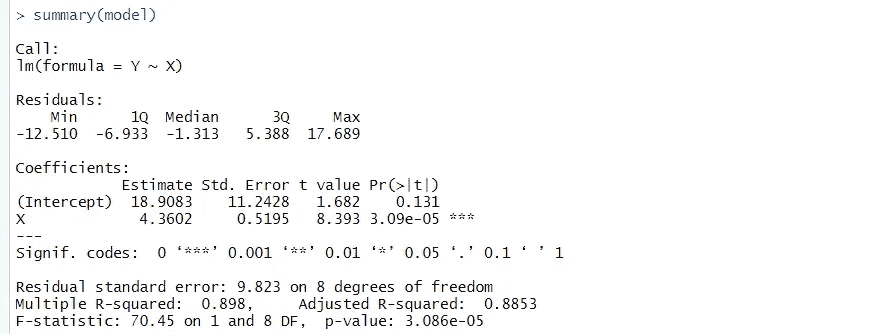 > summary(model)
Call:
lm(formula = Y ~ X)
Residuals:
Min 1Q Median 3Q Max
-12.510 -6.933 -1.313 5.388 17.689
Coefficients:
Estimate Std. Error t value Pr(>|t|)
(Intercept) 18.9083 11.2428 1.682 0.131
X 4.3602 0.5195 8.393 3.09e-05 ***
---
Signif. codes: 0 ‘***’ 0.001 ‘**’ 0.01 ‘*’ 0.05 ‘.’ 0.1 ‘ ’ 1
Residual standard error: 9.823 on 8 degrees of freedom
Multiple R-squared: 0.898, Adjusted R-squared: 0.8853
F-statistic: 70.45 on 1 and 8 DF, p-value: 3.086e-05